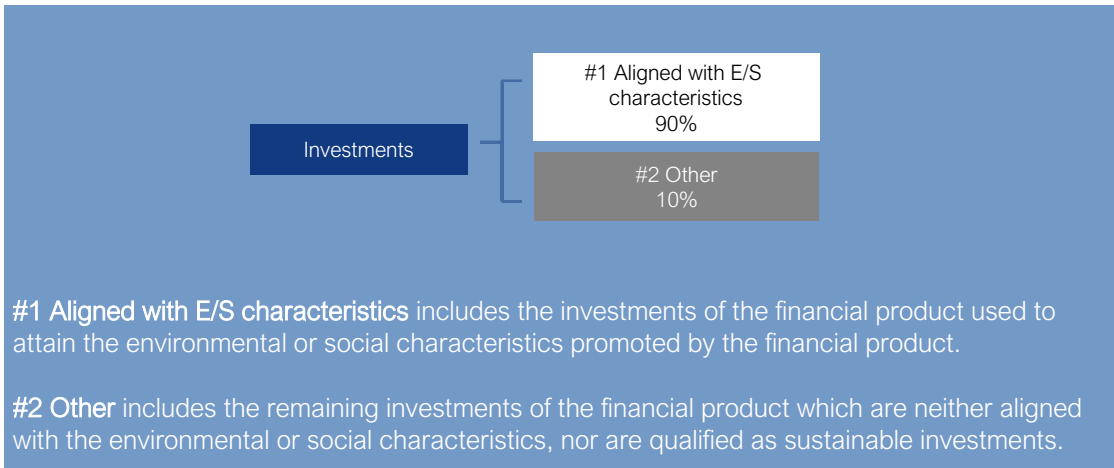 #1 Aligned with E/S
characteristics
90%
Investments
#2 Other
10%
#1 Aligned with E/S characteristics includes the investments of the financial product used to
attain the environmental or social characteristics promoted by the financial product.
#2 Other includes the remaining investments of the financial product which are neither aligned
with the environmental or social characteristics, nor are qualified as sustainable investments.